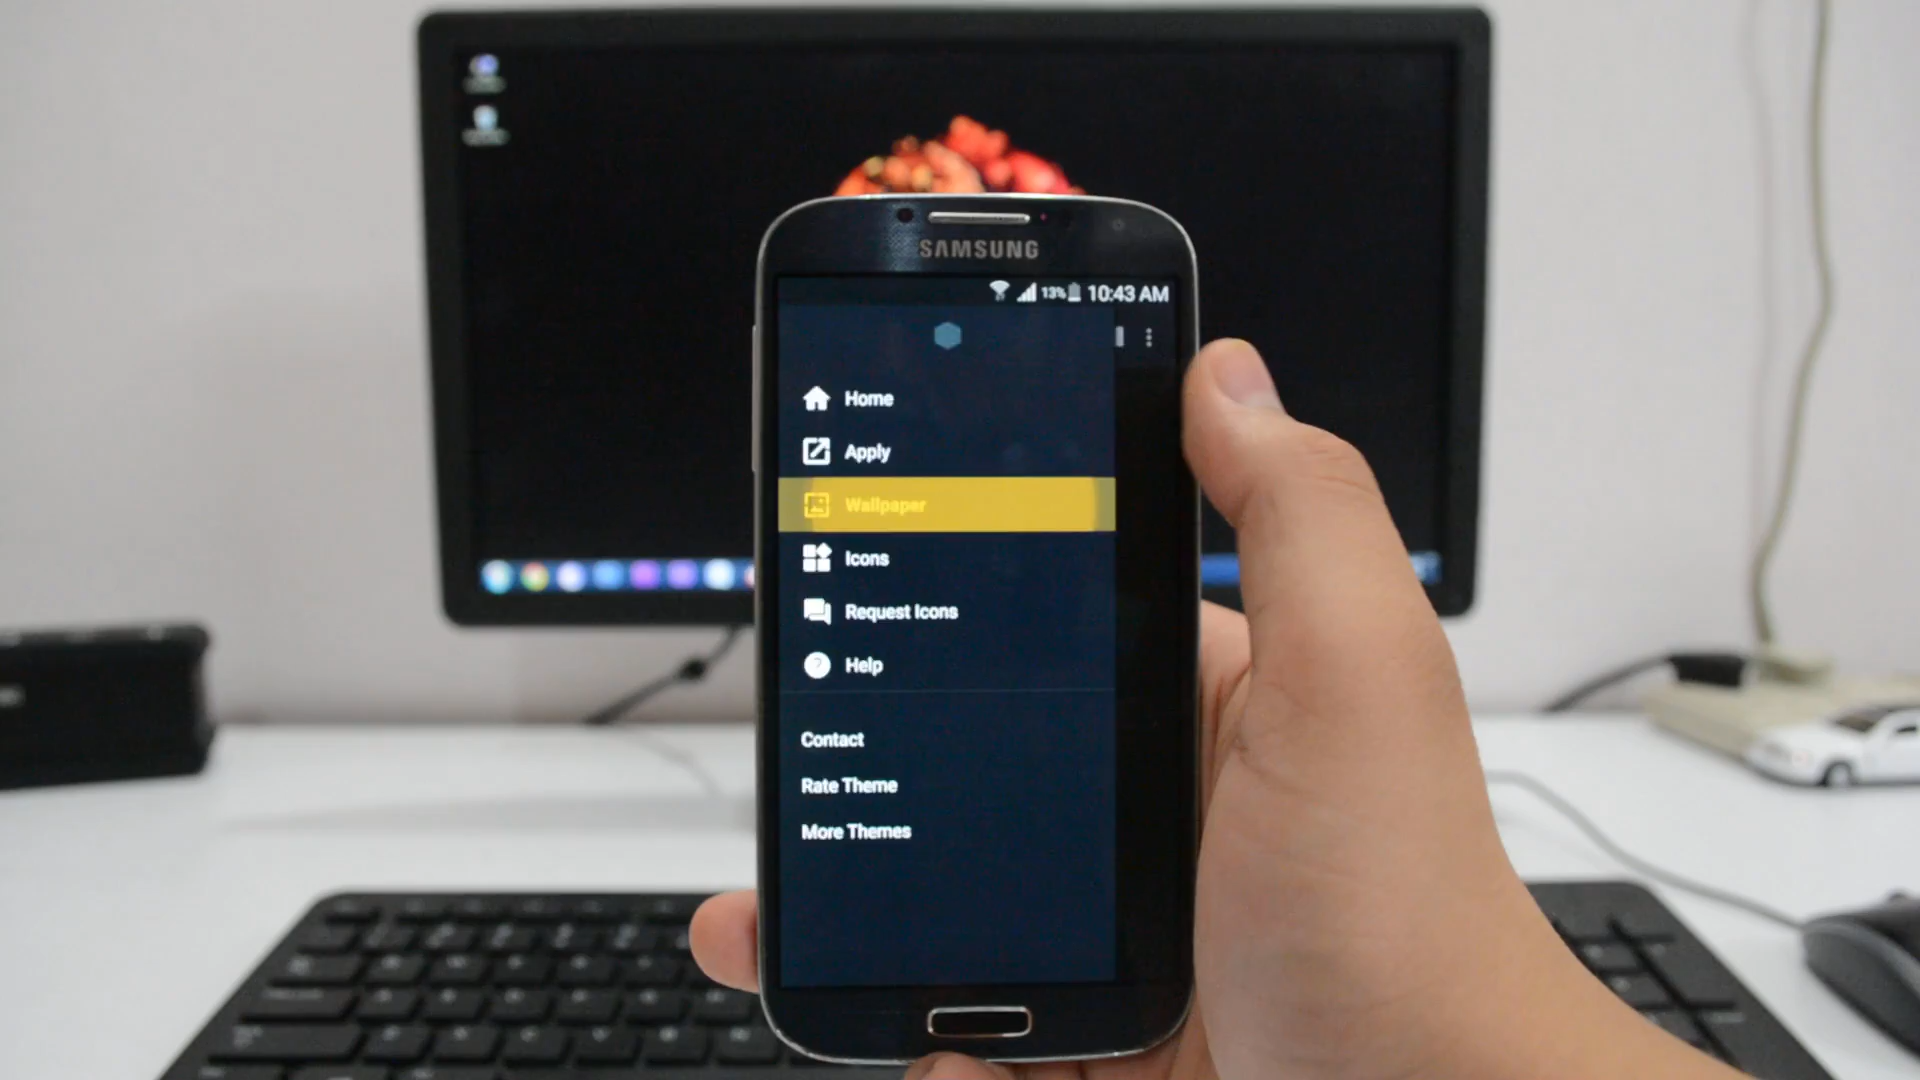 SAMSUNG
13% 10:43 AM
Home
Apply
Wallpaper
Icons
Request Icons
Help
Contact
Rate Theme
More Themes